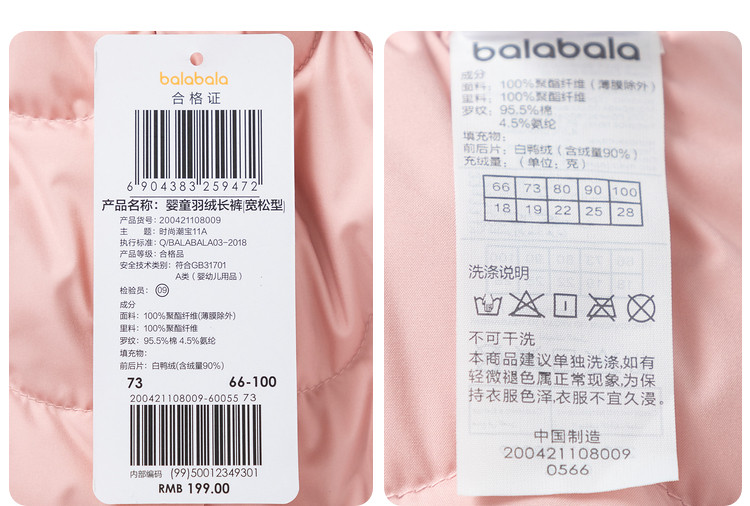 balabala
合格证
6 904383 259472
产品名称：婴童羽绒长裤(宽松型)
产品货号：200421108009
主 题：时尚潮宝11A
执行标准：Q/BALABALA03-2018
产品等级：合格品
安全技术类别：符合GB31701
A类（婴幼儿用品）
检验员：09
成分
面料：100%聚酯纤维(薄膜除外)
里料：100%聚酯纤维
罗纹：95.5%棉 4.5%氨纶
填充物：
前后片：白鸭绒(含绒量90%)
73 66-100
200421108009-60055 73
内部编码 (99)50012349301
RMB 199.00
balabala
成分
面料：100%聚酯纤维（薄膜除外）
里料：100%聚酯纤维
罗纹：95.5%棉
4.5%氨纶
填充物：
前后片：白鸭绒（含绒量90%）
充绒量：（单位：克）
66 73 80 90 100
18 19 22 25 28
洗涤说明
不可干洗
本商品建议单独洗涤,如有
轻微褪色属正常现象,为保
持衣服色泽,衣服不宜久浸。
中国制造
200421108009
0566